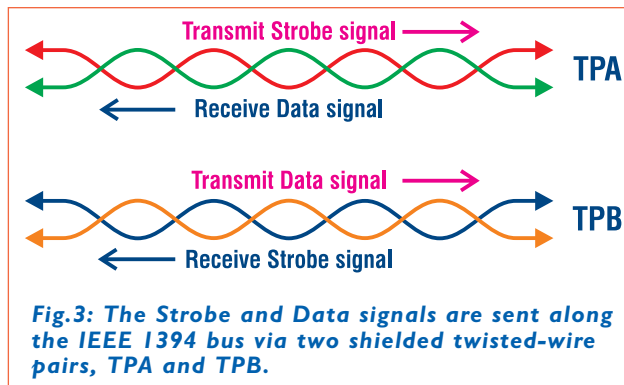 Transmit Strobe signal
TPA
Receive Data signal
Transmit Data signal
TPB
Receive Strobe signal
Fig.3: The Strobe and Data signals are sent along
the IEEE 1394 bus via two shielded twisted-wire
pairs, TPA and TPB.